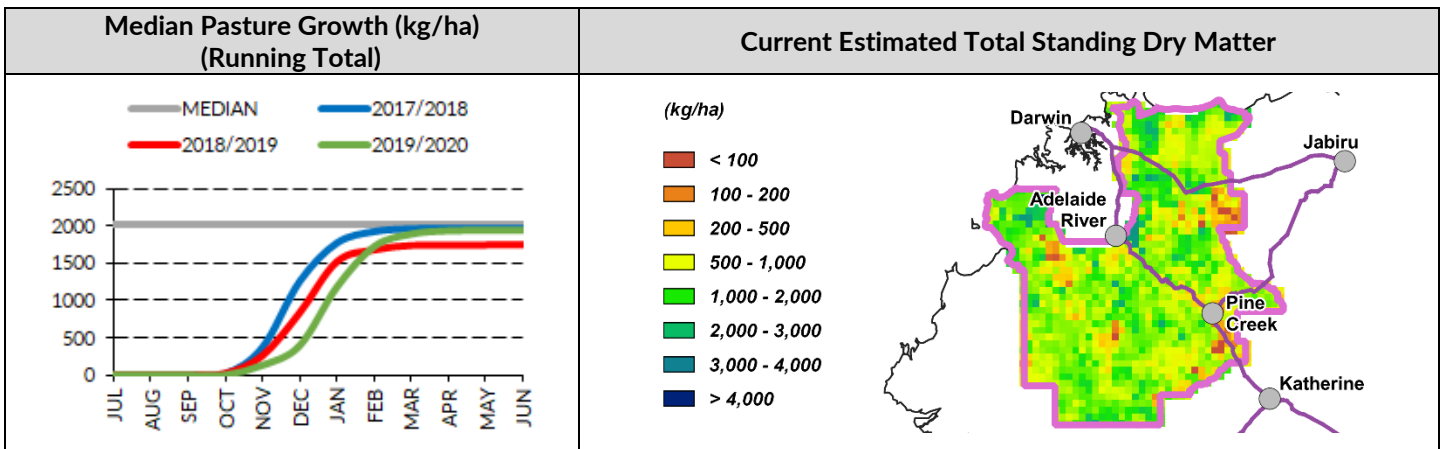 Median Pasture Growth (kg/ha)
(Running Total)
Current Estimated Total Standing Dry Matter
MEDIAN
2017/2018
2018/2019
2019/2020
2500
2000
1500
1000
500
0
JUL
AUG
SEP
OCT
NOV
DEC
JAN
FEB
MAR
APR
MAY
JUN
(kg/ha)
< 100
100 - 200
200 - 500
500 - 1,000
1,000 - 2,000
2,000 - 3,000
3,000 - 4,000
> 4,000
Darwin
Jabiru
Adelaide
River
Pine
Creek
Katherine